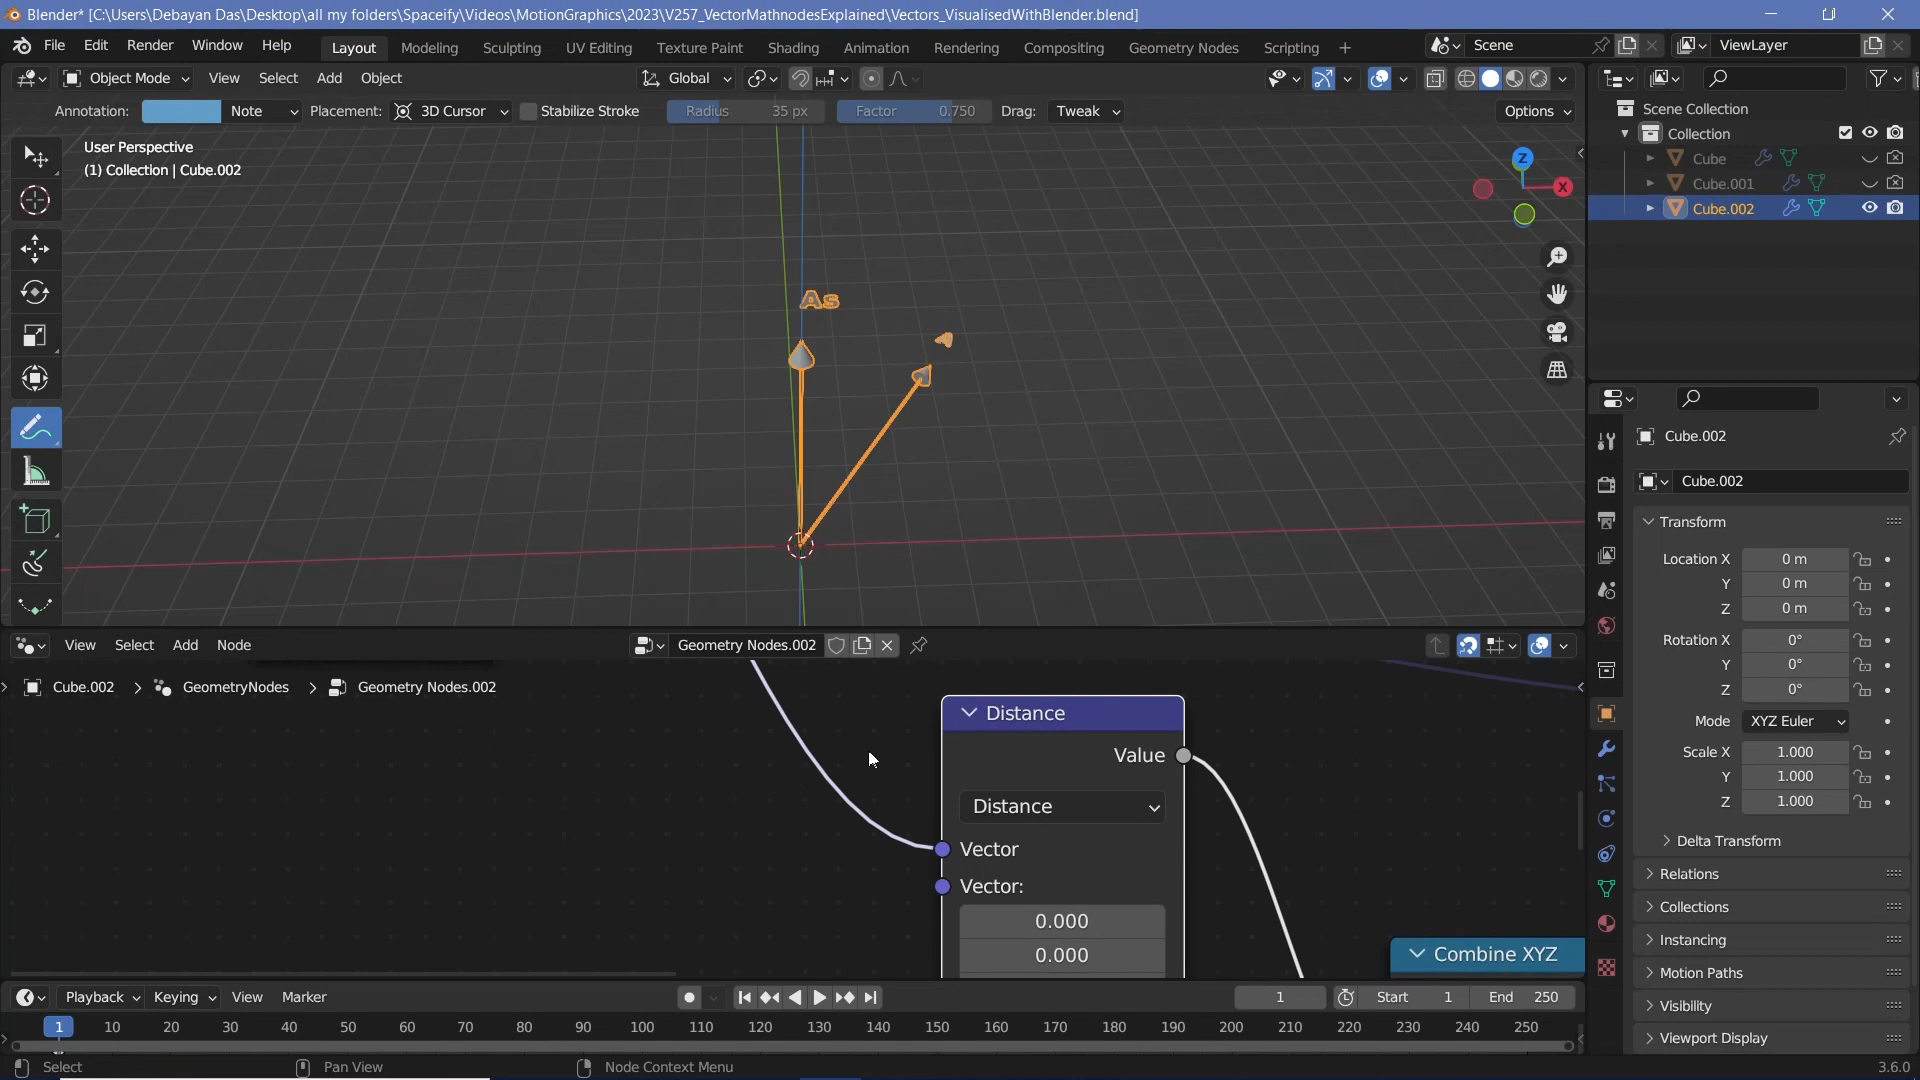 Blender* [C:\Users\Debayan Das\Desktop\all my folders\Spaceify\Videos\MotionGraphics\2023\V257_VectorMathnodesExplained\Vectors_VisualisedWithBlender.blend]
File Edit Render Window Help Layout Modeling Sculpting UV Editing Texture Paint Shading Animation Rendering Compositing Geometry Nodes Scripting + Scene ViewLayer
Object Mode View Select Add Object Global
Annotation: Note Placement: 3D Cursor Stabilize Stroke Radius 35 px Factor 0.750 Drag: Tweak Options
User Perspective
(1) Collection | Cube.002
Z
X
As
A
Scene Collection
Collection
Cube
Cube.001
Cube.002
Cube.002
Cube.002
Transform
Location X 0 m
Y 0 m
Z 0 m
Rotation X 0°
Y 0°
Z 0°
Mode XYZ Euler
Scale X 1.000
Y 1.000
Z 1.000
Delta Transform
Relations
Collections
Instancing
Motion Paths
Visibility
Viewport Display
View Select Add Node Geometry Nodes.002
Cube.002 > GeometryNodes > Geometry Nodes.002
Distance
Value
Distance
Vector
Vector:
0.000
0.000
Combine XYZ
Playback Keying View Marker 1 Start 1 End 250
1 10 20 30 40 50 60 70 80 90 100 110 120 130 140 150 160 170 180 190 200 210 220 230 240 250
Select Pan View Node Context Menu 3.6.0